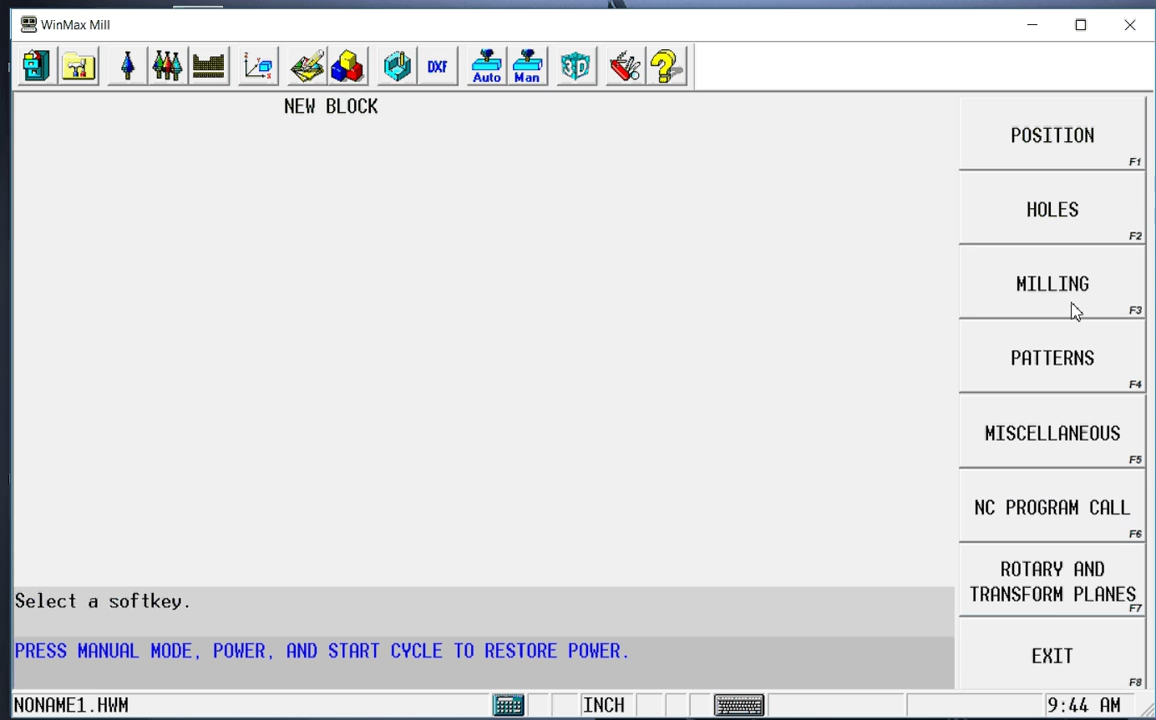 WinMax Mill
DXF
Auto
Man
3D
NEW BLOCK
POSITION
F1
HOLES
F2
MILLING
F3
PATTERNS
F4
MISCELLANEOUS
F5
NC PROGRAM CALL
F6
ROTARY AND
TRANSFORM PLANES
F7
EXIT
F8
Select a softkey.
PRESS MANUAL MODE, POWER, AND START CYCLE TO RESTORE POWER.
NONAME1.HWM
INCH
9:44 AM